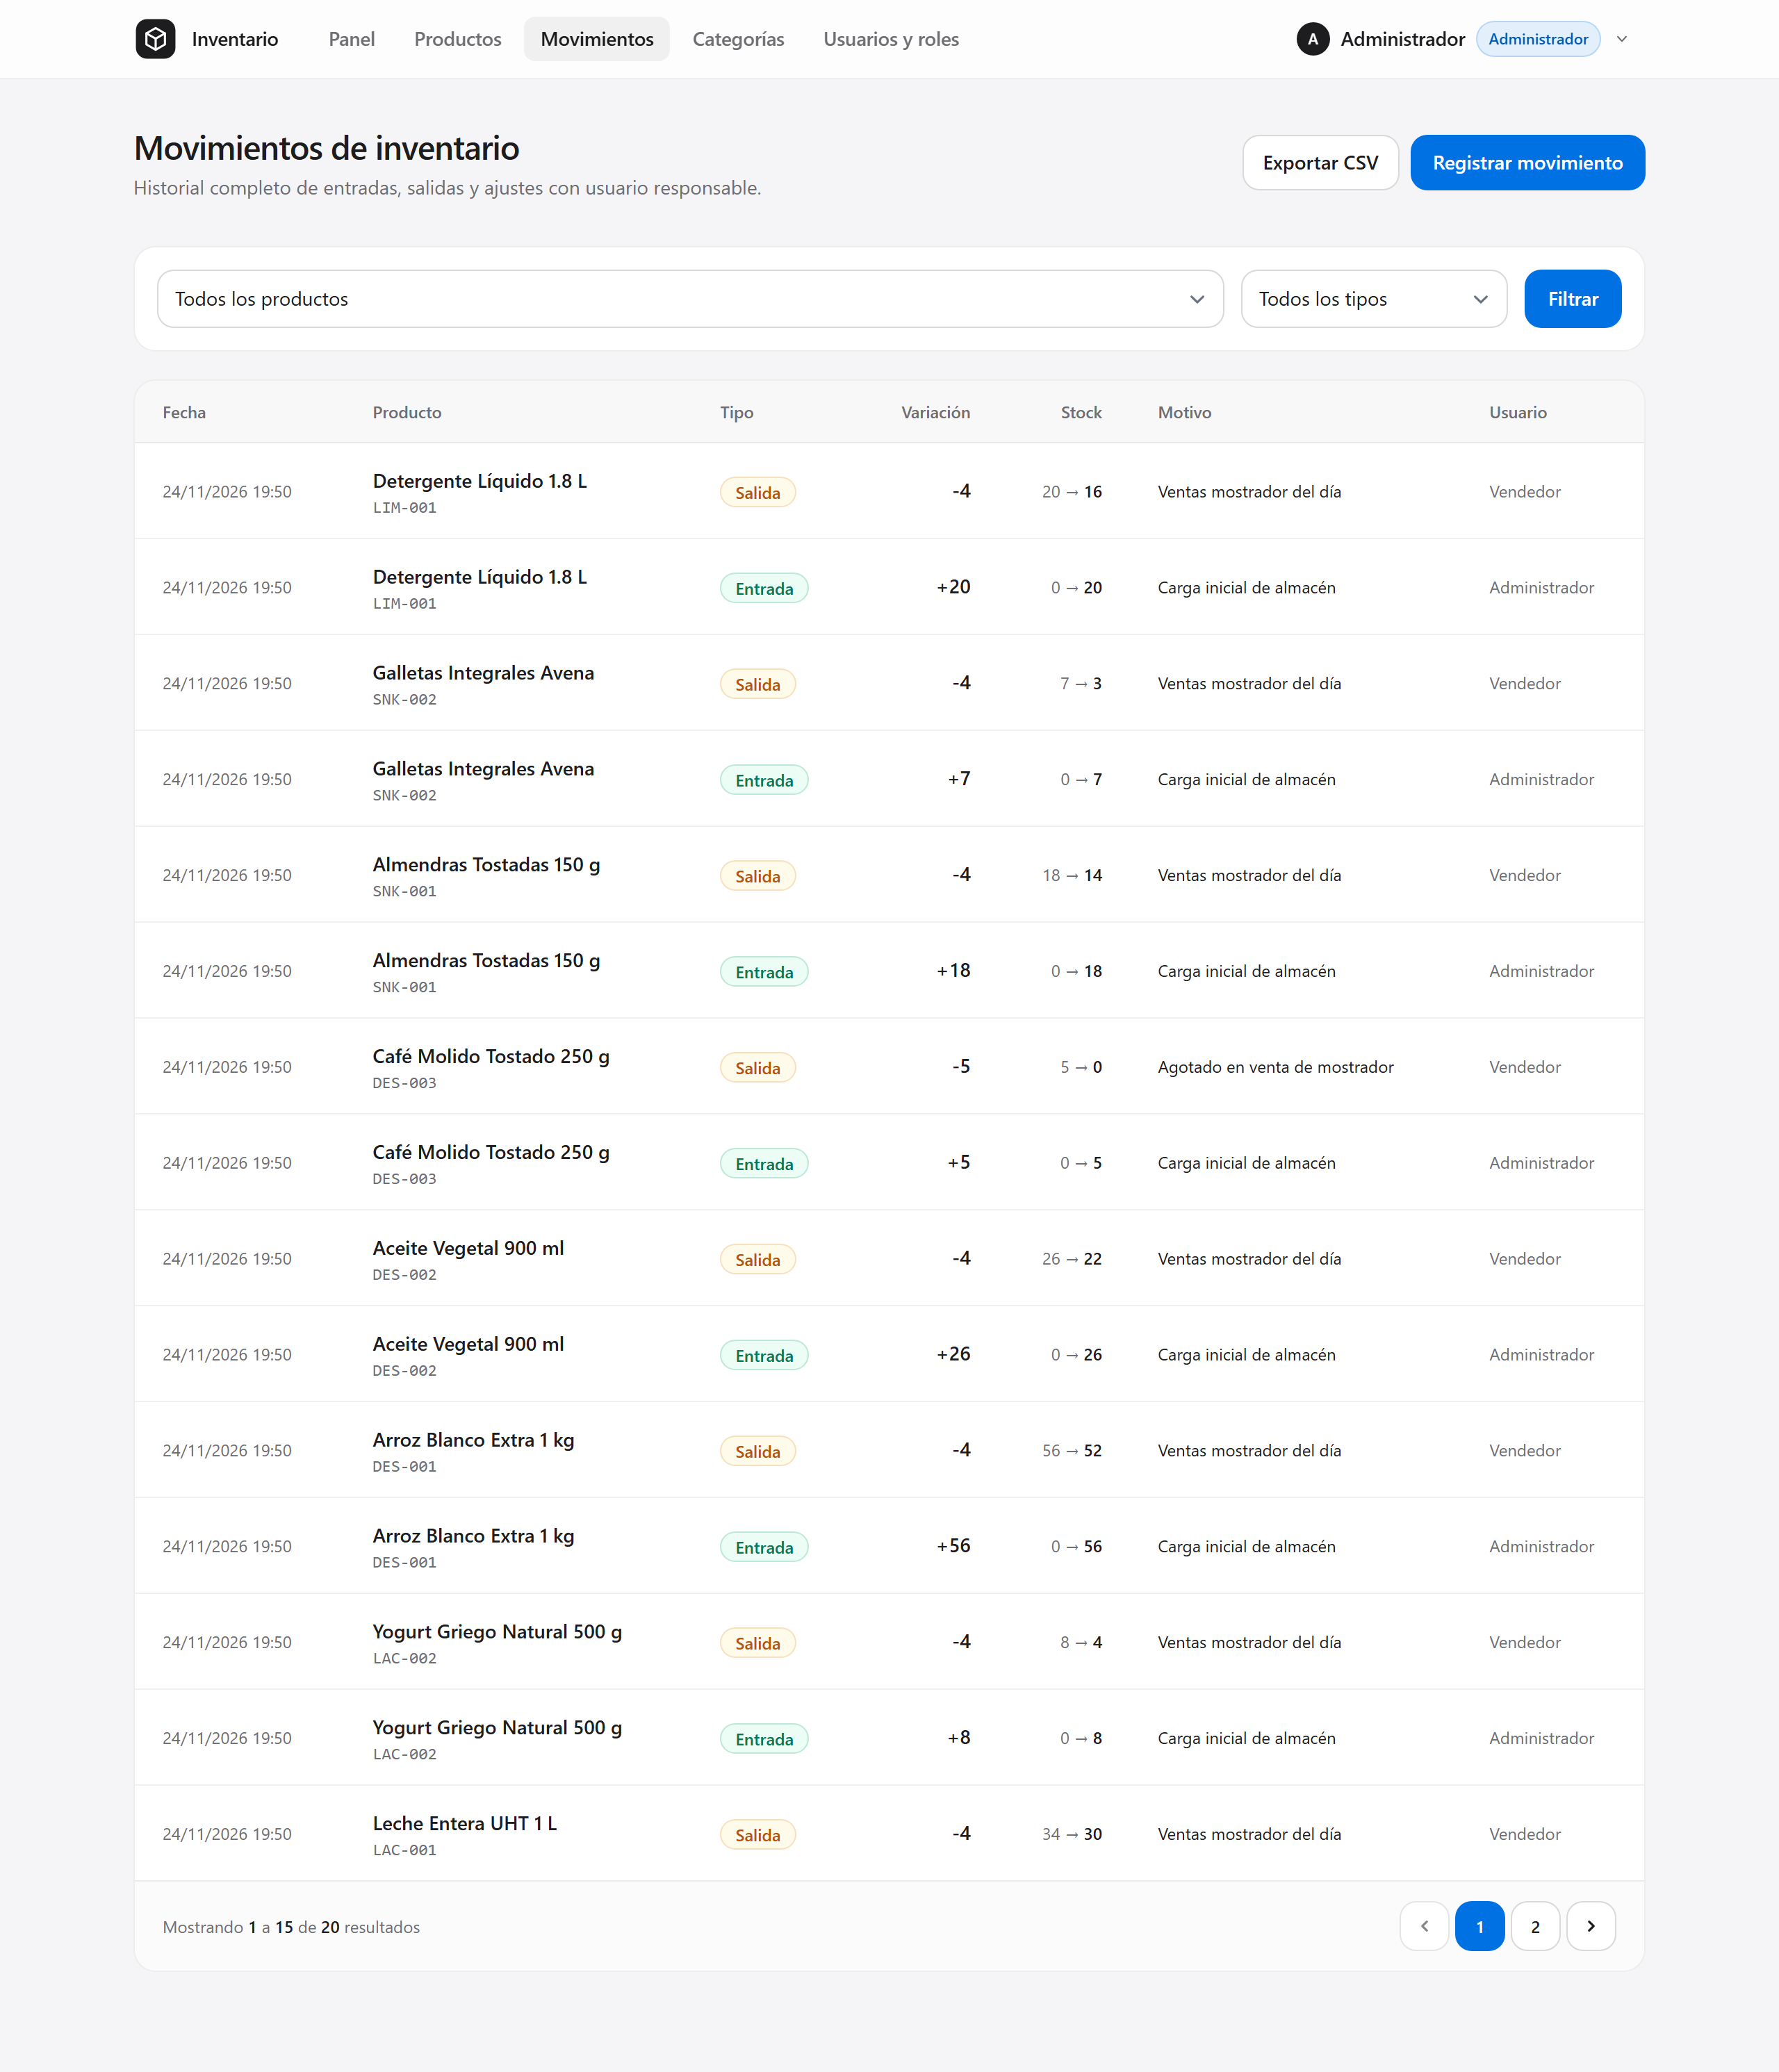 Inventario Panel Productos Movimientos Categorías Usuarios y roles A Administrador Administrador
Movimientos de inventario
Historial completo de entradas, salidas y ajustes con usuario responsable.
Exportar CSV Registrar movimiento
Todos los productos Todos los tipos Filtrar
Fecha Producto Tipo Variación Stock Motivo Usuario
24/11/2026 19:50 Detergente Líquido 1.8 L Salida -4 20 → 16 Ventas mostrador del día Vendedor
LIM-001
24/11/2026 19:50 Detergente Líquido 1.8 L Entrada +20 0 → 20 Carga inicial de almacén Administrador
LIM-001
24/11/2026 19:50 Galletas Integrales Avena Salida -4 7 → 3 Ventas mostrador del día Vendedor
SNK-002
24/11/2026 19:50 Galletas Integrales Avena Entrada +7 0 → 7 Carga inicial de almacén Administrador
SNK-002
24/11/2026 19:50 Almendras Tostadas 150 g Salida -4 18 → 14 Ventas mostrador del día Vendedor
SNK-001
24/11/2026 19:50 Almendras Tostadas 150 g Entrada +18 0 → 18 Carga inicial de almacén Administrador
SNK-001
24/11/2026 19:50 Café Molido Tostado 250 g Salida -5 5 → 0 Agotado en venta de mostrador Vendedor
DES-003
24/11/2026 19:50 Café Molido Tostado 250 g Entrada +5 0 → 5 Carga inicial de almacén Administrador
DES-003
24/11/2026 19:50 Aceite Vegetal 900 ml Salida -4 26 → 22 Ventas mostrador del día Vendedor
DES-002
24/11/2026 19:50 Aceite Vegetal 900 ml Entrada +26 0 → 26 Carga inicial de almacén Administrador
DES-002
24/11/2026 19:50 Arroz Blanco Extra 1 kg Salida -4 56 → 52 Ventas mostrador del día Vendedor
DES-001
24/11/2026 19:50 Arroz Blanco Extra 1 kg Entrada +56 0 → 56 Carga inicial de almacén Administrador
DES-001
24/11/2026 19:50 Yogurt Griego Natural 500 g Salida -4 8 → 4 Ventas mostrador del día Vendedor
LAC-002
24/11/2026 19:50 Yogurt Griego Natural 500 g Entrada +8 0 → 8 Carga inicial de almacén Administrador
LAC-002
24/11/2026 19:50 Leche Entera UHT 1 L Salida -4 34 → 30 Ventas mostrador del día Vendedor
LAC-001
Mostrando 1 a 15 de 20 resultados 1 2